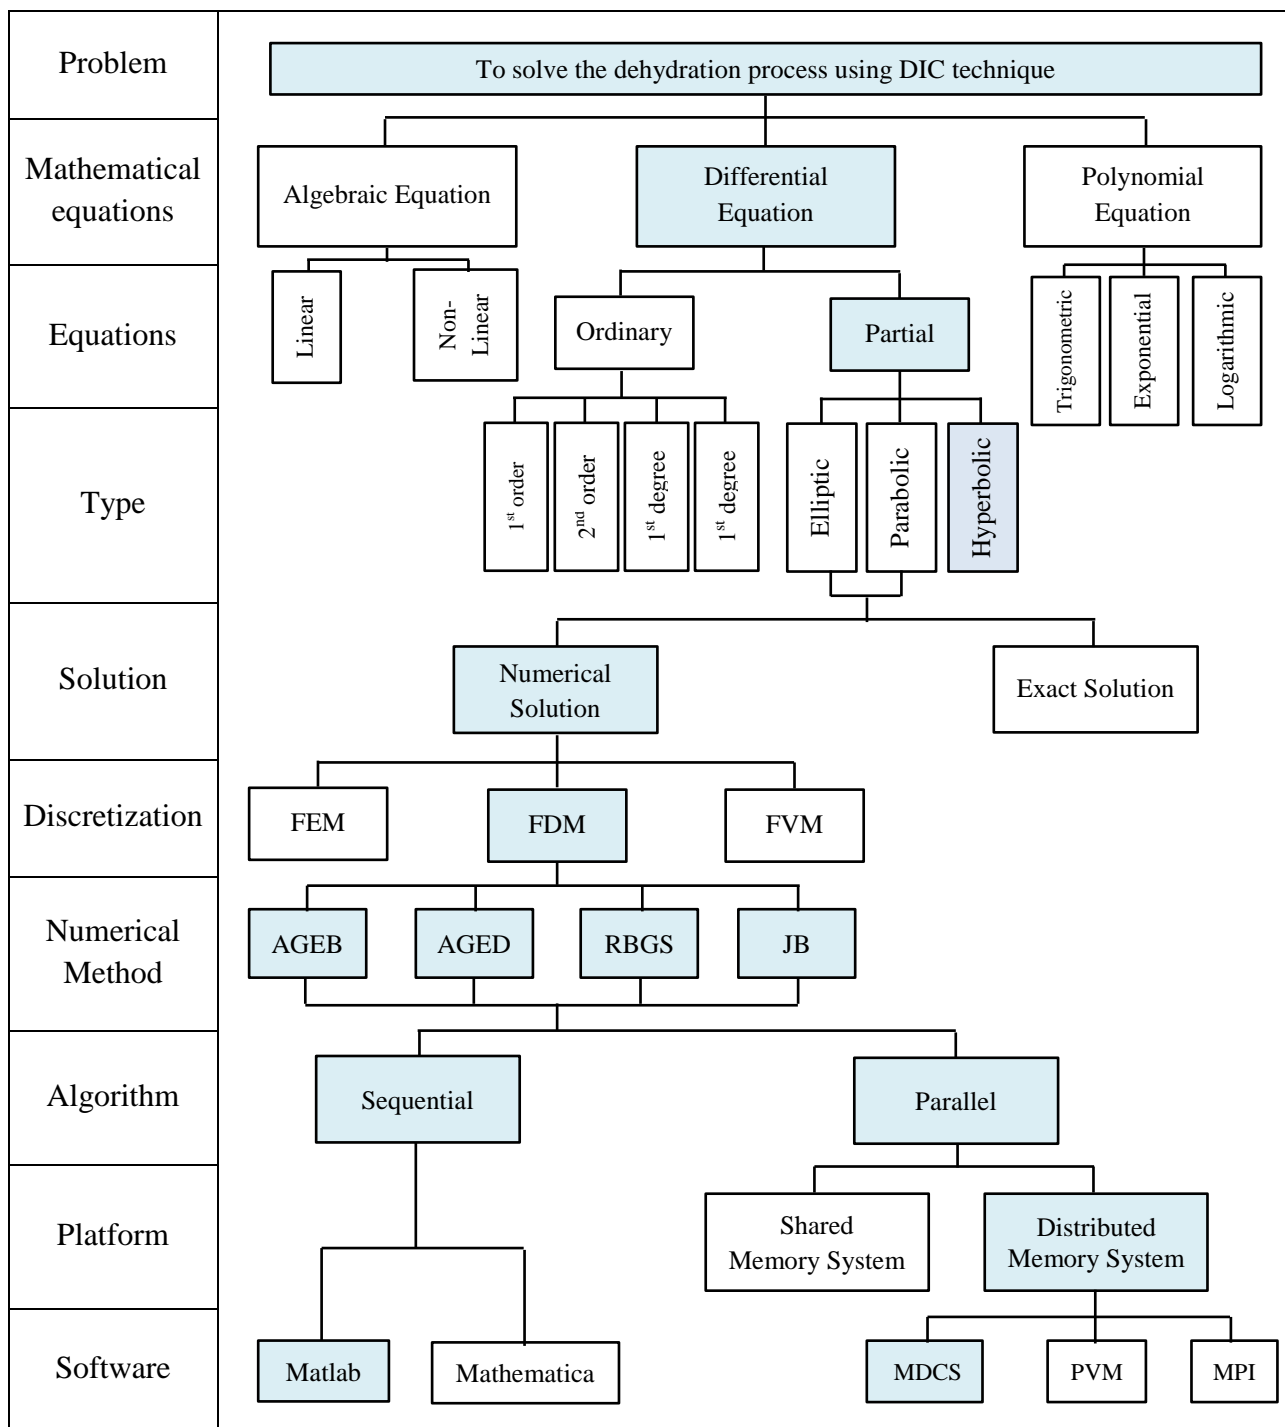 Problem
To solve the dehydration process using DIC technique
Mathematical
equations
Algebraic Equation
Differential
Equation
Polynomial
Equation
Equations
Linear
Non-
Linear
Ordinary
Partial
Trigonometric
Exponential
Logarithmic
Type
1st order
2nd order
1st degree
1st degree
Elliptic
Parabolic
Hyperbolic
Solution
Numerical
Solution
Exact Solution
Discretization
FEM
FDM
FVM
Numerical
Method
AGEB
AGED
RBGS
JB
Algorithm
Sequential
Parallel
Platform
Shared
Memory System
Distributed
Memory System
Software
Matlab
Mathematica
MDCS
PVM
MPI